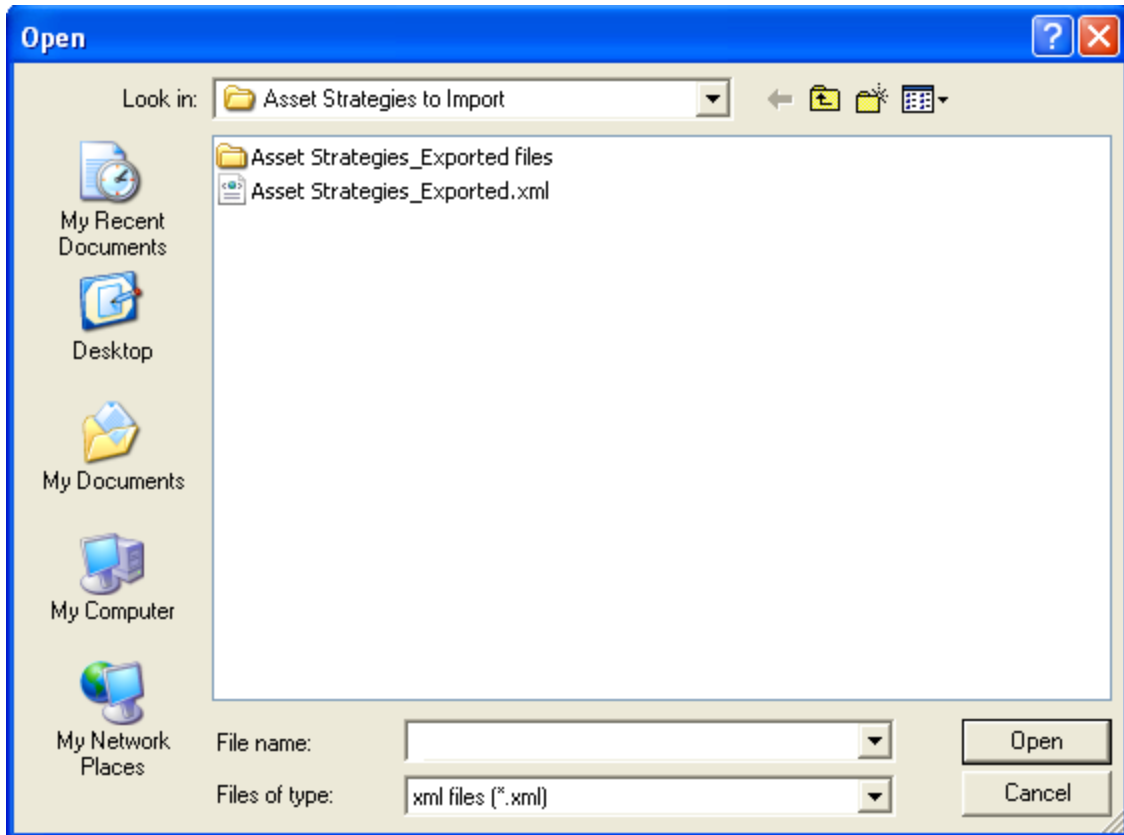 Open
Look in: Asset Strategies to Import
Asset Strategies_Exported files
Asset Strategies_Exported.xml
My Recent
Documents
Desktop
My Documents
My Computer
My Network
Places
File name:
Open
Files of type: xml files (*.xml)
Cancel